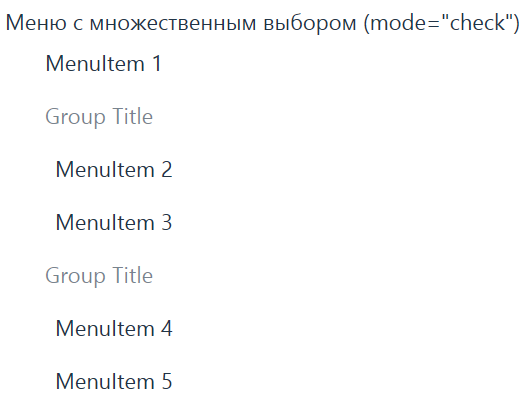 Меню с множественным выбором (mode="check")
MenuItem 1
Group Title
MenuItem 2
MenuItem 3
Group Title
MenuItem 4
MenuItem 5